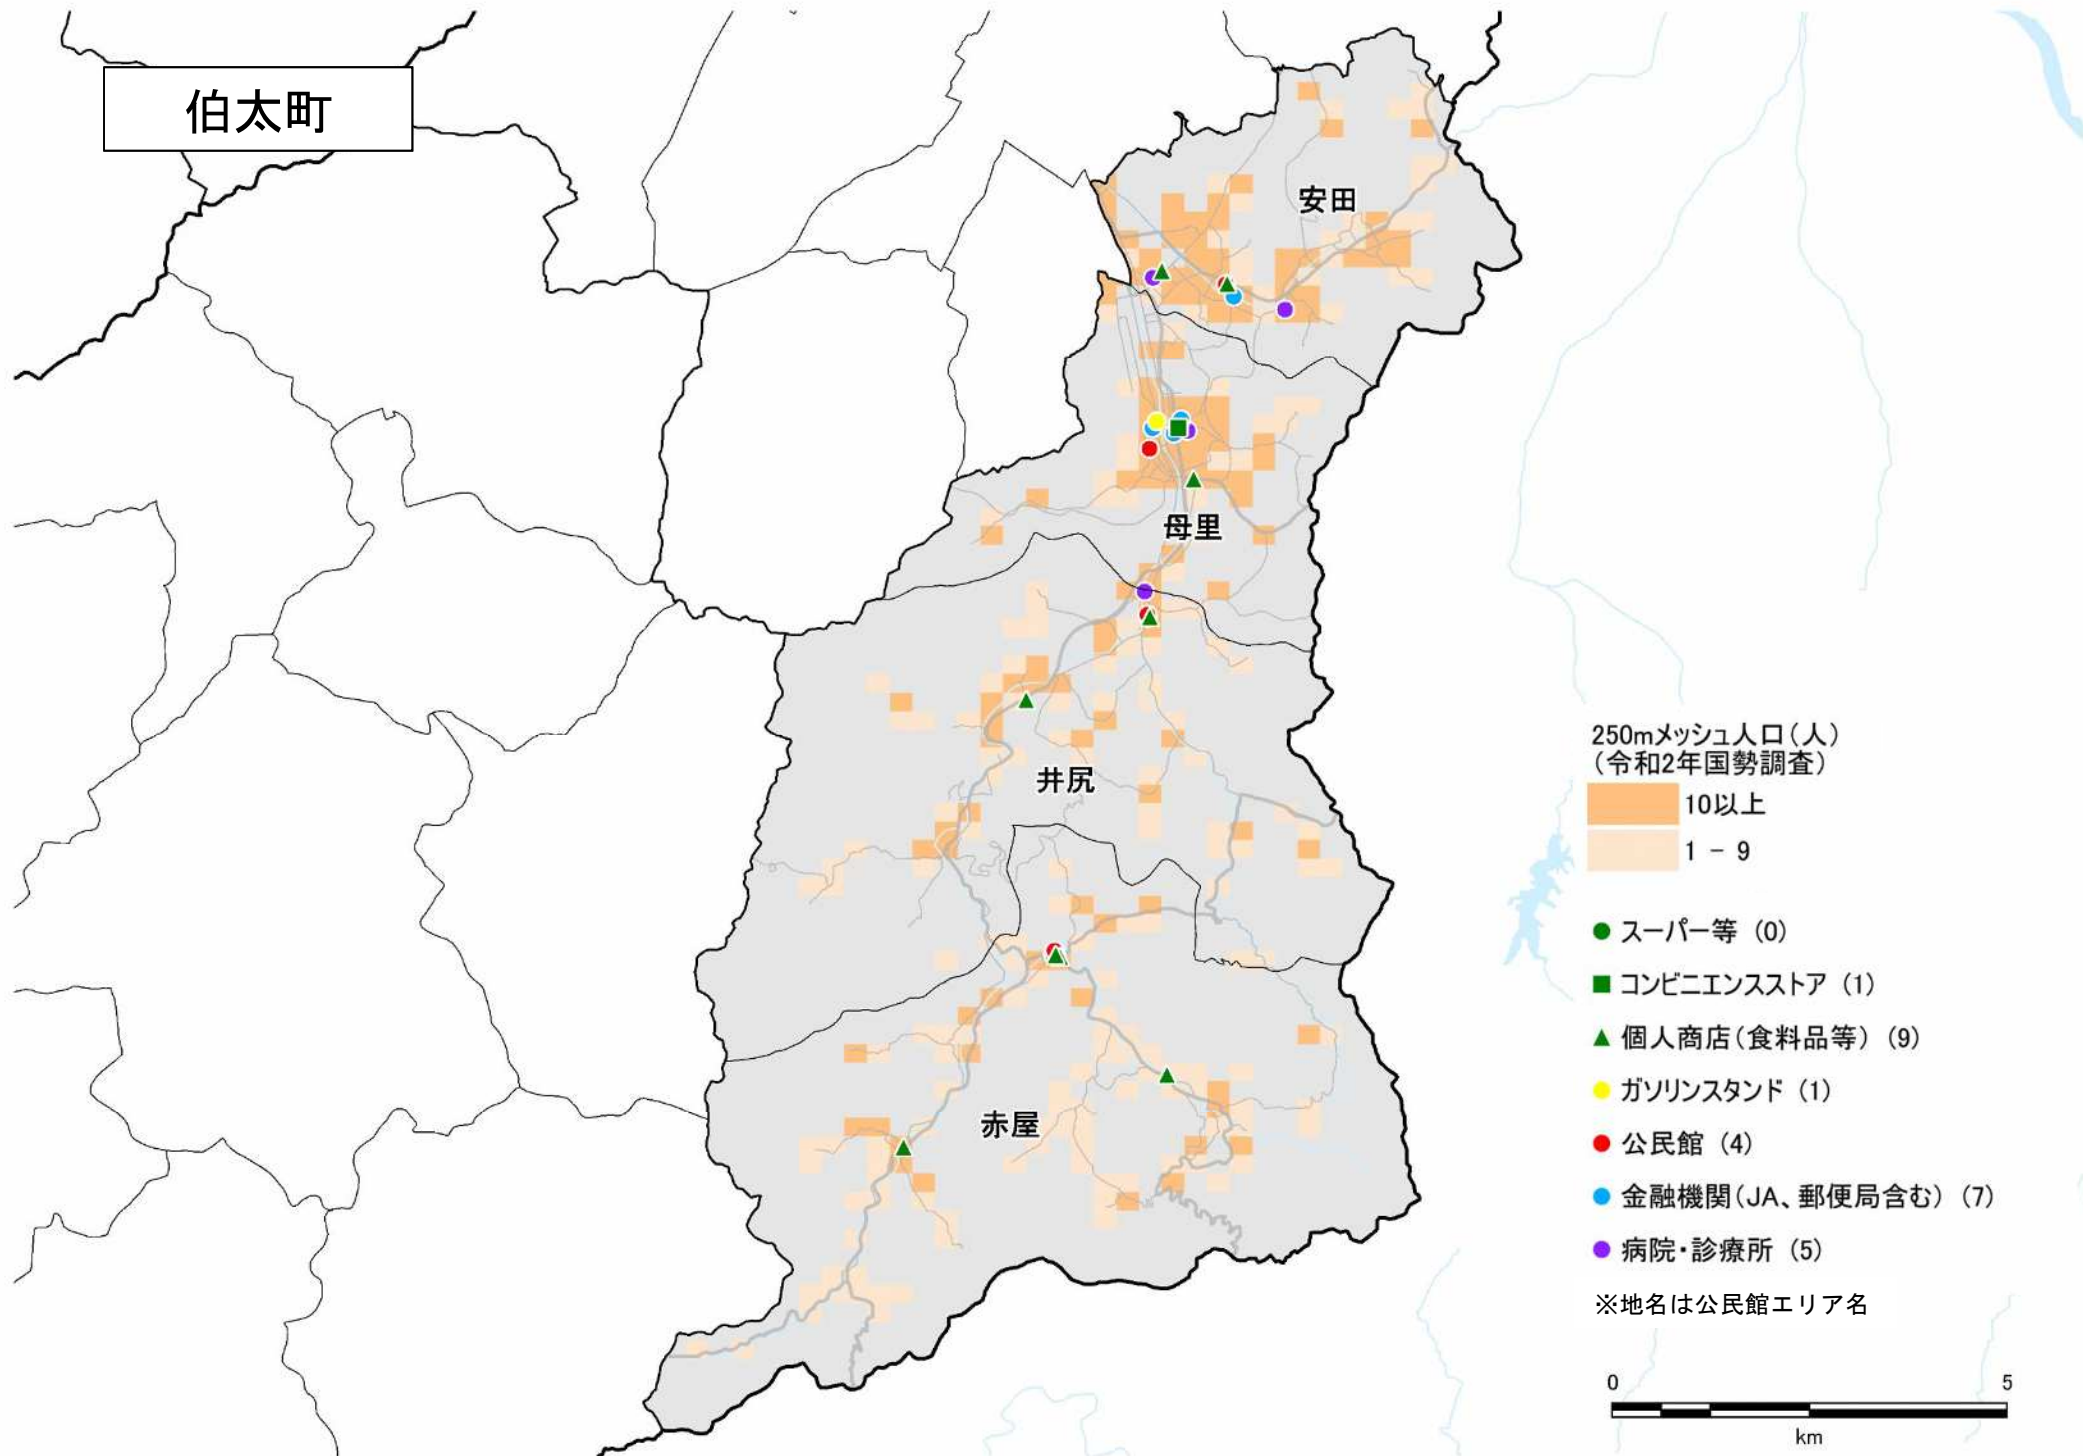 伯太町
安田
母里
井尻
赤屋
250mメッシュ人口(人)
(令和2年国勢調査)
10以上
1 - 9
スーパー等 (0)
コンビニエンスストア (1)
個人商店(食料品等) (9)
ガソリンスタンド (1)
公民館 (4)
金融機関(JA、郵便局含む) (7)
病院・診療所 (5)
※地名は公民館エリア名
0 5
km